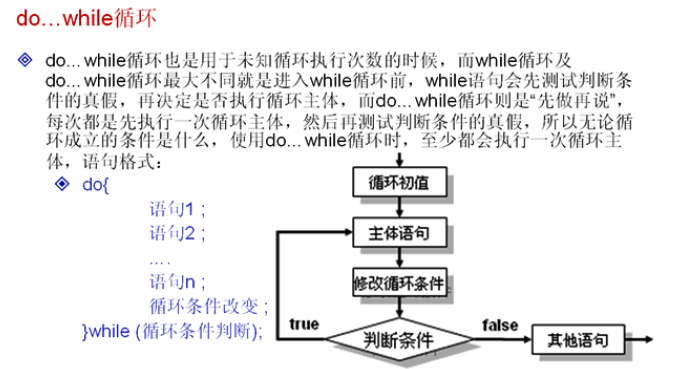 do…while循环
do…while循环也是用于未知循环执行次数的时候，而while循环及
do…while循环最大不同就是进入while循环前，while语句会先测试判断条
件的真假，再决定是否执行循环主体，而do…while循环则是“先做再说”，
每次都是先执行一次循环主体，然后再测试判断条件的真假，所以无论循
环成立的条件是什么，使用do…while循环时，至少都会执行一次循环主
体，语句格式：
do{
语句1 ;
语句2 ;
….
语句n ;
循环条件改变 ;
}while (循环条件判断);
循环初值
主体语句
修改循环条件
判断条件
true
false
其他语句